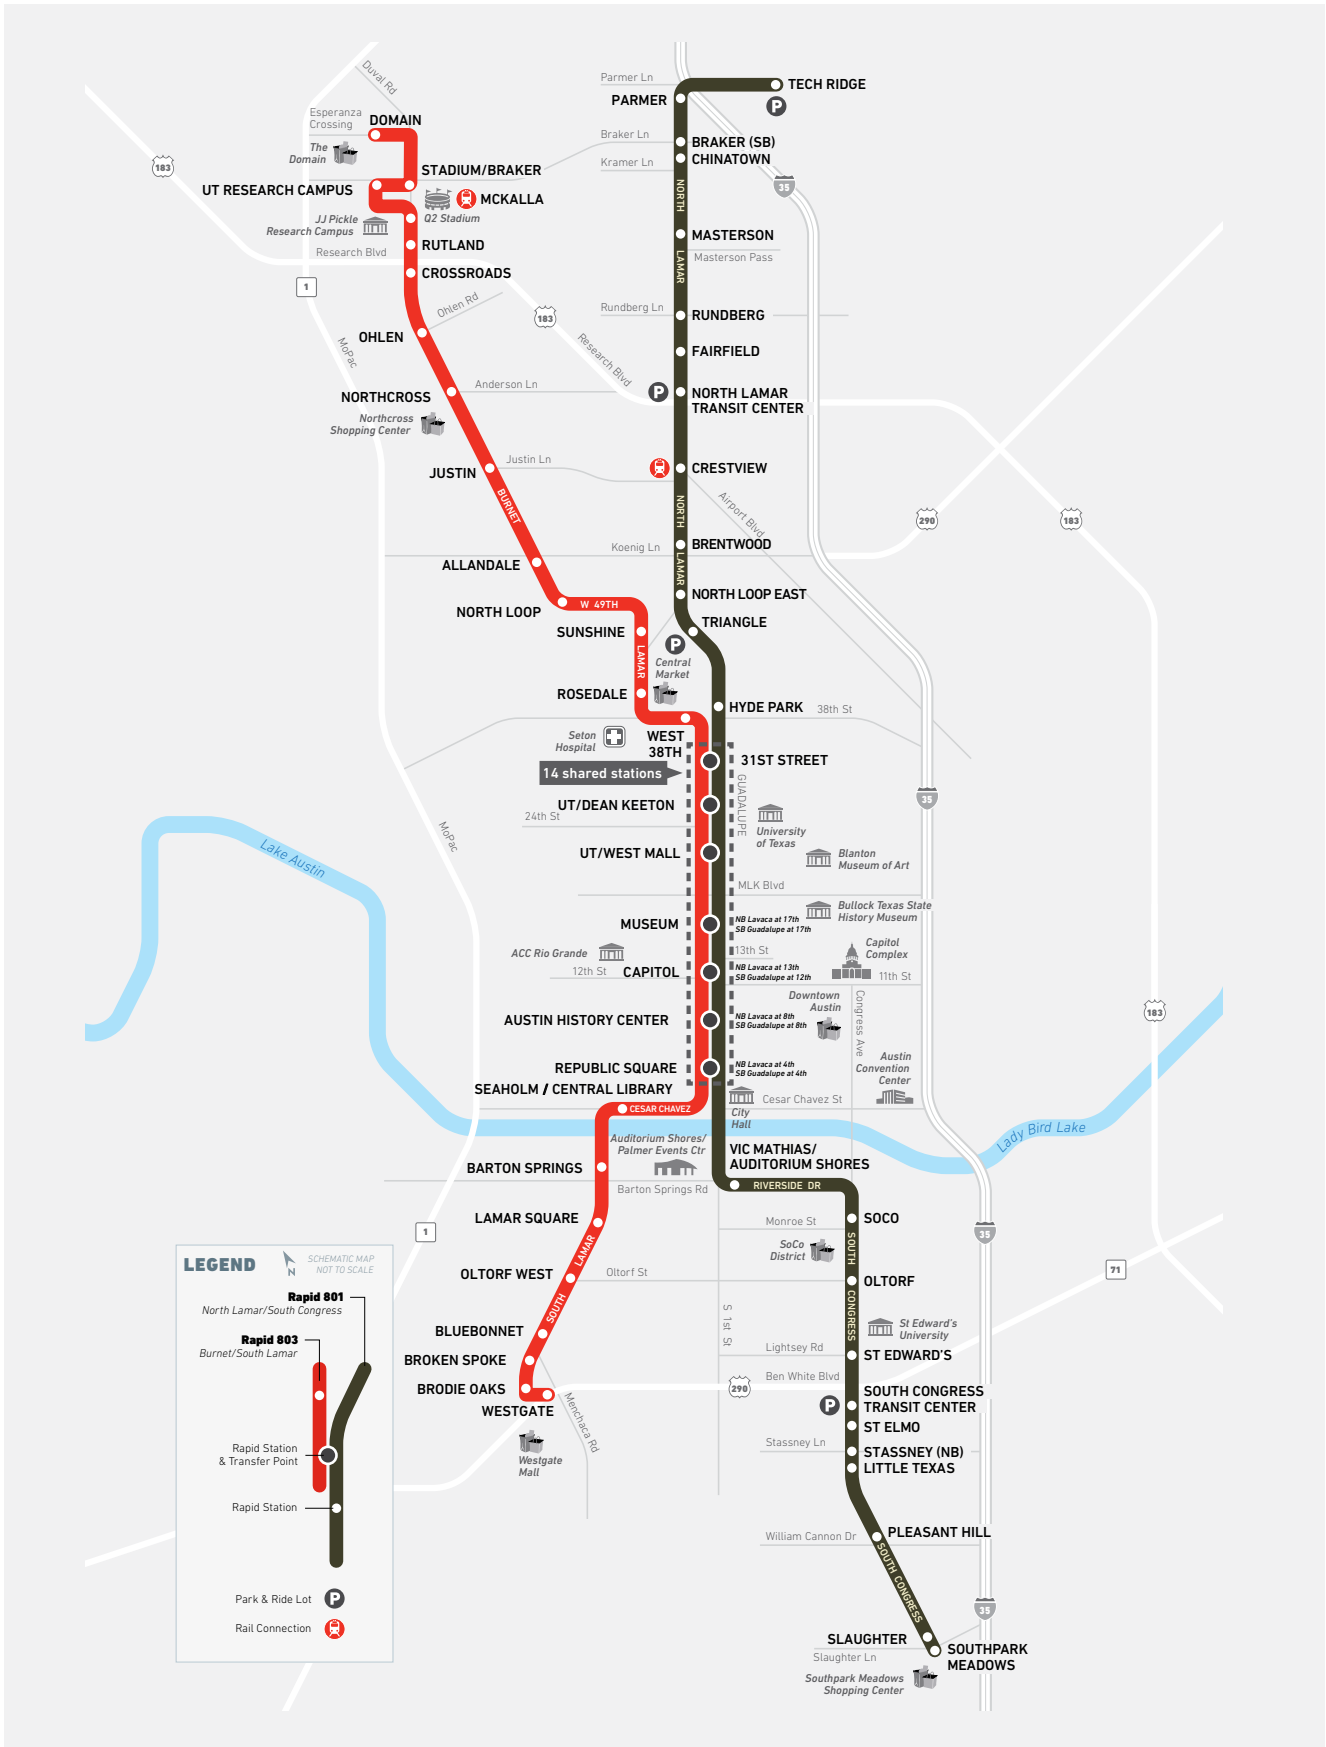 Duval Rd
Parmer Ln
TECH RIDGE
PARMER
P
Esperanza
Crossing
DOMAIN
The
Domain
Braker Ln
BRAKER (SB)
CHINATOWN
Kramer Ln
183
STADIUM/BRAKER
UT RESEARCH CAMPUS
MCKALLA
35
NORTH
JJ Pickle
Research Campus
Q2 Stadium
MASTERSON
RUTLAND
Research Blvd
LAMAR
Masterson Pass
CROSSROADS
1
Ohlen Rd
Rundberg Ln
RUNDBERG
183
OHLEN
MoPac
Research Blvd
FAIRFIELD
Anderson Ln
P
NORTH LAMAR
TRANSIT CENTER
NORTHCROSS
Northcross
Shopping Center
Justin Ln
CRESTVIEW
JUSTIN
BURNET
NORTH
Airport Blvd
290
183
Koenig Ln
BRENTWOOD
ALLANDALE
LAMAR
NORTH LOOP EAST
W 49TH
NORTH LOOP
TRIANGLE
SUNSHINE
P
LAMAR
Central
Market
ROSEDALE
HYDE PARK
38th St
WEST
38TH
Seton
Hospital
31ST STREET
14 shared stations
GUADALUPE
UT/DEAN KEETON
35
24th St
University
of Texas
MoPac
Lake Austin
UT/WEST MALL
Blanton
Museum of Art
MLK Blvd
Bullock Texas State
History Museum
MUSEUM
NB Lavaca at 17th
SB Guadalupe at 17th
ACC Rio Grande
13th St
Capitol
Complex
12th St
CAPITOL
NB Lavaca at 13th
SB Guadalupe at 12th
11th St
Downtown
Austin
Congress Ave
AUSTIN HISTORY CENTER
NB Lavaca at 8th
SB Guadalupe at 8th
183
REPUBLIC SQUARE
NB Lavaca at 4th
SB Guadalupe at 4th
Austin
Convention
Center
SEAHOLM / CENTRAL LIBRARY
CESAR CHAVEZ
Cesar Chavez St
City
Hall
Lady Bird Lake
Auditorium Shores/
Palmer Events Ctr
VIC MATHIAS/
AUDITORIUM SHORES
BARTON SPRINGS
Barton Springs Rd
RIVERSIDE DR
LAMAR SQUARE
Monroe St
SOCO
1
35
LAMAR
SoCo
District
SOUTH
OLTORF WEST
Oltorf St
OLTORF
71
SOUTH
CONGRESS
S 1st St
St Edward's
University
BLUEBONNET
Lightsey Rd
ST EDWARD'S
BROKEN SPOKE
Ben White Blvd
BRODIE OAKS
290
SOUTH CONGRESS
TRANSIT CENTER
P
WESTGATE
Menchaca Rd
ST ELMO
Westgate
Mall
Stassney Ln
STASSNEY (NB)
LITTLE TEXAS
William Cannon Dr
PLEASANT HILL
SOUTH CONGRESS
35
SLAUGHTER
Slaughter Ln
SOUTHPARK
MEADOWS
Southpark Meadows
Shopping Center
LEGEND
N
SCHEMATIC MAP
NOT TO SCALE
Rapid 801
North Lamar/South Congress
Rapid 803
Burnet/South Lamar
Rapid Station
& Transfer Point
Rapid Station
Park & Ride Lot
P
Rail Connection